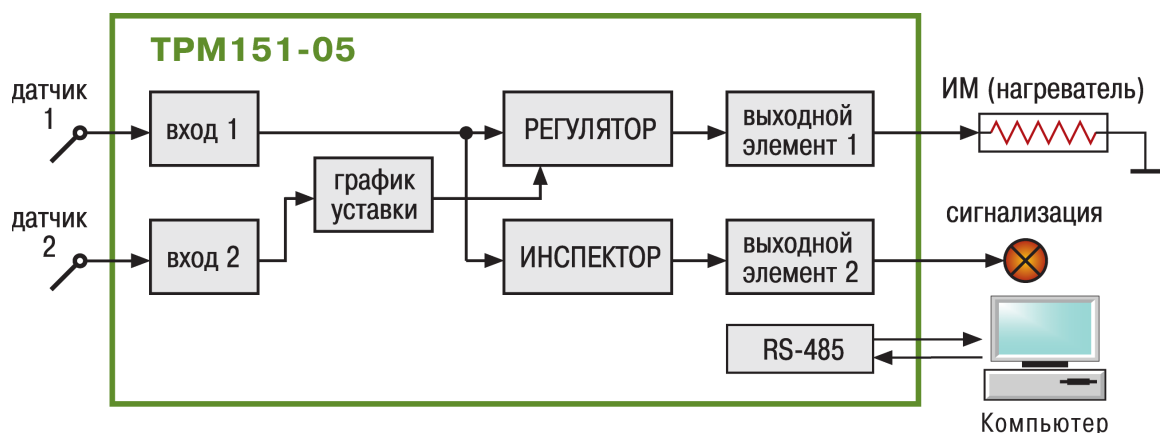 ТРМ151-05
датчик
1
вход 1
РЕГУЛЯТОР
выходной
элемент 1
ИМ (нагреватель)
график
уставки
датчик
2
вход 2
ИНСПЕКТОР
выходной
элемент 2
сигнализация
RS-485
Компьютер